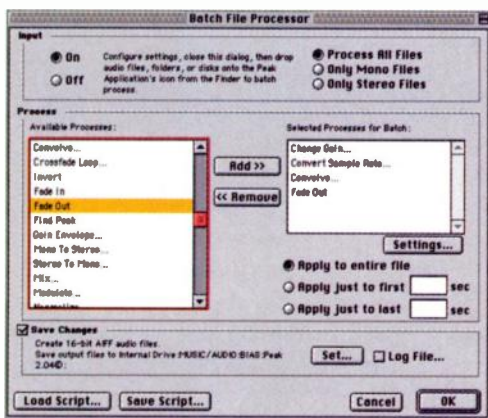 Batch File Processor
Input
On
Off
Configure settings, close this dialog, then drop
audio files, folders, or disks onto the Peak
Application's icon from the Finder to batch
process.
Process All Files
Only Mono Files
Only Stereo Files
Process
Available Processes:
Convolve...
Crossfade Loop...
Invert
Fade In
Fade Out
Find Peak
Gain Envelope...
Mono To Stereo...
Stereo To Mono...
Mix...
Modulate...
Normalize...
Add >>
<< Remove
Selected Processes for Batch:
Change Gain...
Convert Sample Rate...
Convolve...
Fade Out
Settings...
Apply to entire file
Apply just to first sec
Apply just to last sec
Save Changes
Create 16-bit AIFF audio files.
Save output files to Internal Drive:MUSIC/AUDIO:BIAS:Peak
2.04©:
Set...
Log File...
Load Script...
Save Script...
Cancel
OK